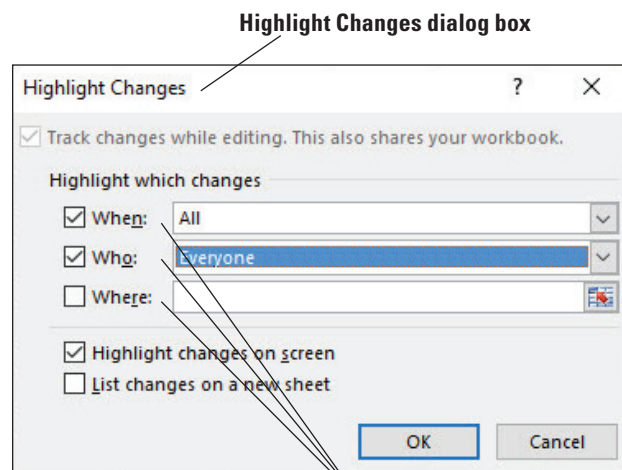 Highlight Changes dialog box
Highlight Changes ? ×
Track changes while editing. This also shares your workbook.
Highlight which changes
When: All
Who: Everyone
Where:
Highlight changes on screen
List changes on a new sheet
OK Cancel